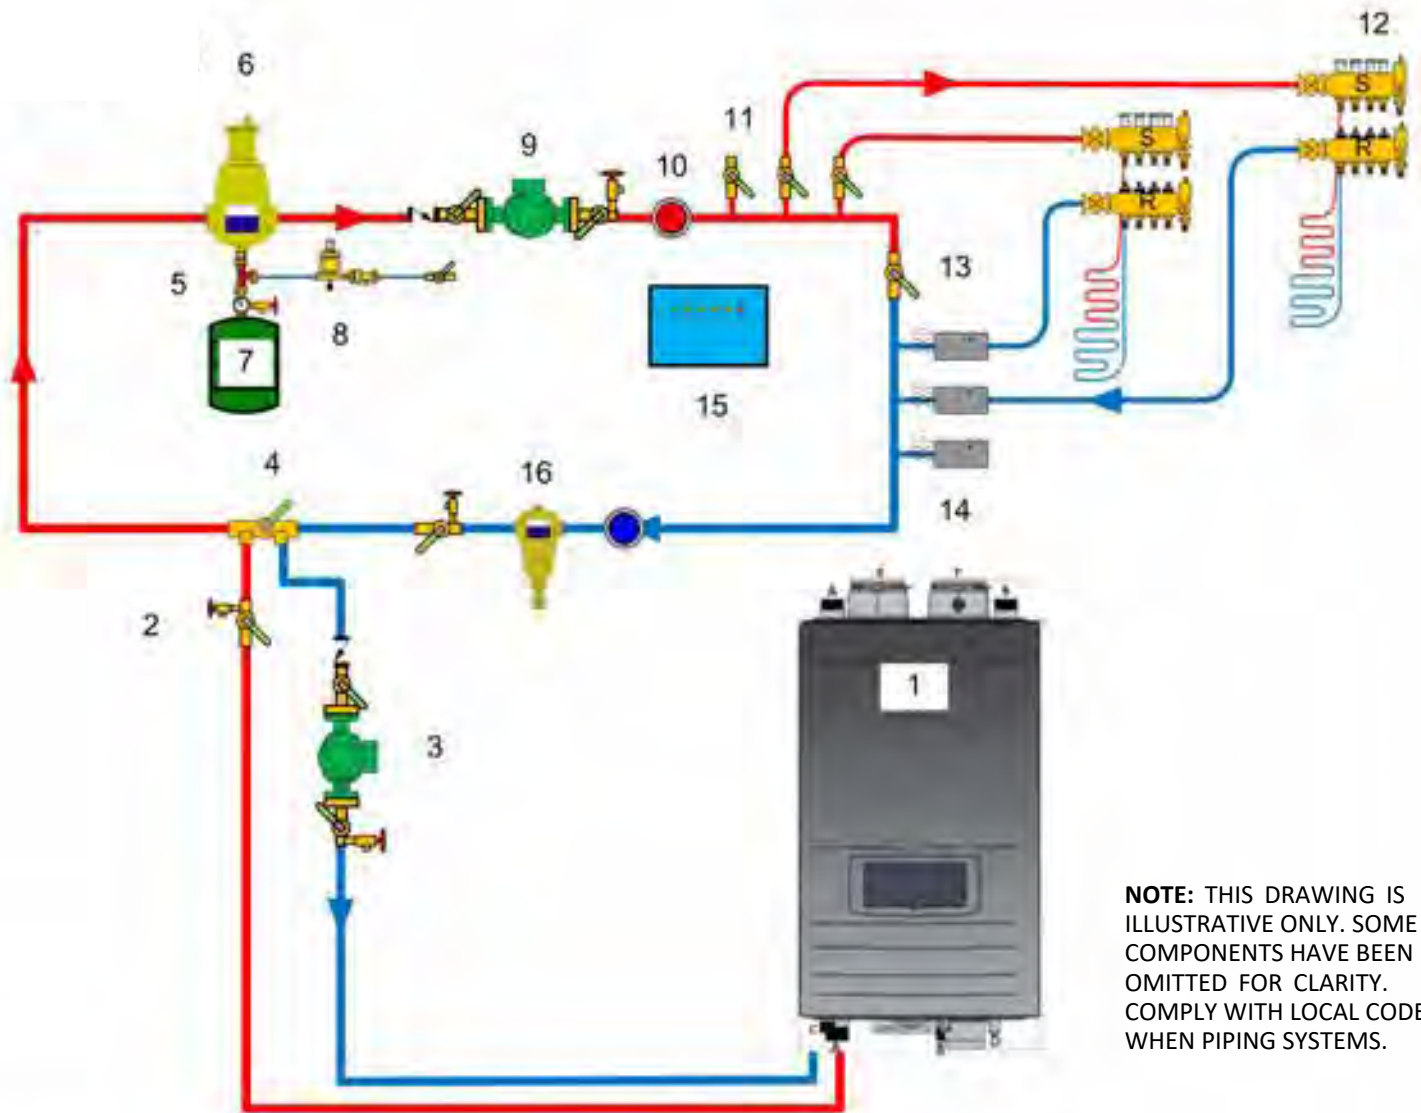 12
6
11
9
10
S
S
R
R
13
5
8
7
15
4
16
14
2
A
A
1
3
NOTE: THIS DRAWING IS
ILLUSTRATIVE ONLY. SOME
COMPONENTS HAVE BEEN
OMITTED FOR CLARITY.
COMPLY WITH LOCAL CODE
WHEN PIPING SYSTEMS.
C
D